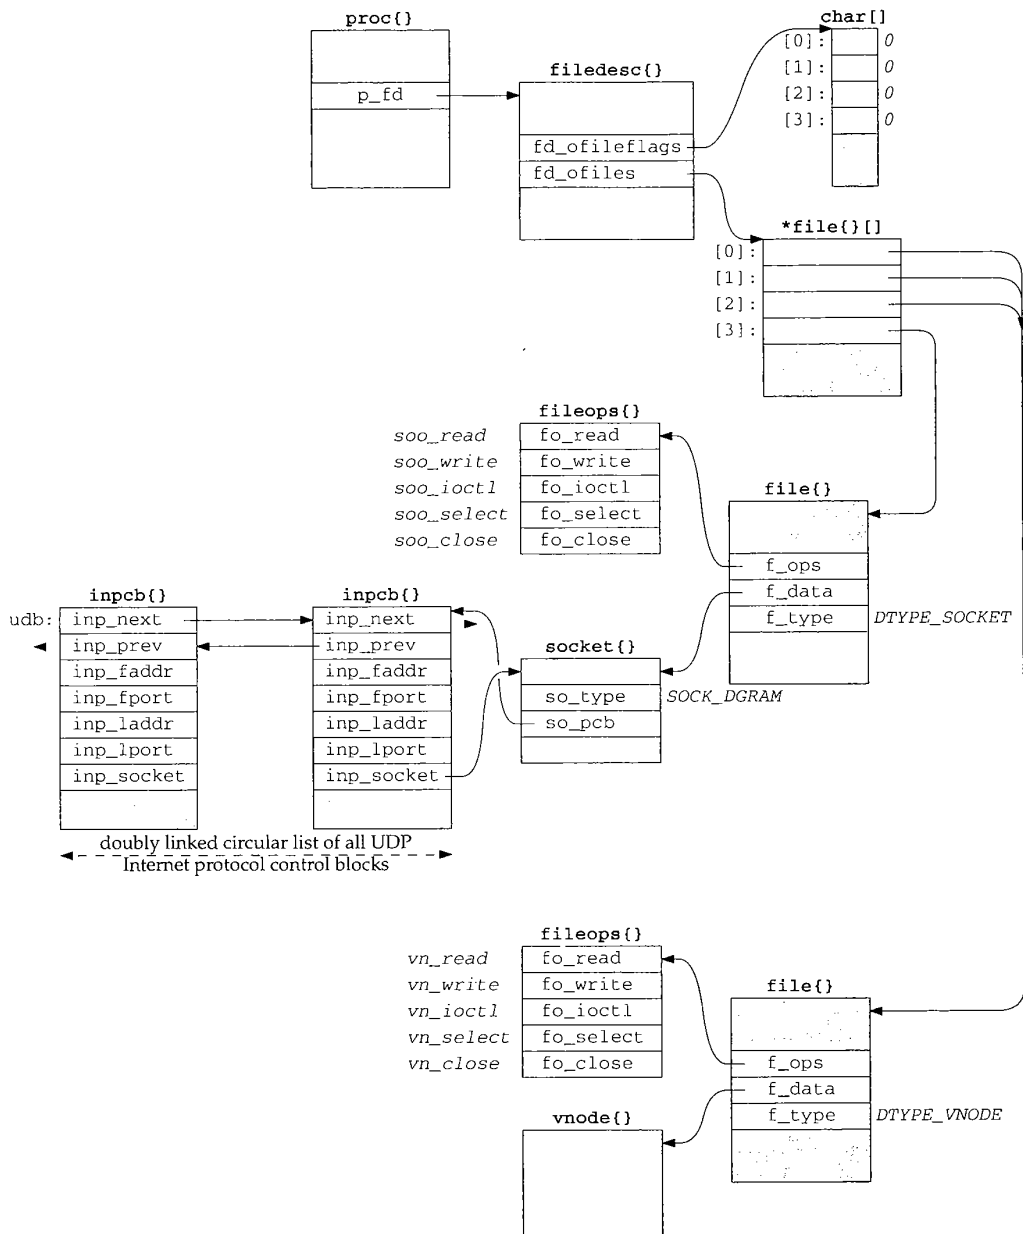 proc{}
p_fd
filedesc{}
fd_ofileflags
fd_ofiles
char[]
[0]: 0
[1]: 0
[2]: 0
[3]: 0
*file{}[]
[0]:
[1]:
[2]:
[3]:
fileops{}
soo_read fo_read
soo_write fo_write
soo_ioctl fo_ioctl
soo_select fo_select
soo_close fo_close
file{}
f_ops
f_data
f_type DTYPE_SOCKET
inpcb{}
udb: inp_next
inp_prev
inp_faddr
inp_fport
inp_laddr
inp_lport
inp_socket
inpcb{}
inp_next
inp_prev
inp_faddr
inp_fport
inp_laddr
inp_lport
inp_socket
socket{}
so_type SOCK_DGRAM
so_pcb
doubly linked circular list of all UDP
Internet protocol control blocks
fileops{}
vn_read fo_read
vn_write fo_write
vn_ioctl fo_ioctl
vn_select fo_select
vn_close fo_close
file{}
f_ops
f_data
f_type DTYPE_VNODE
vnode{}